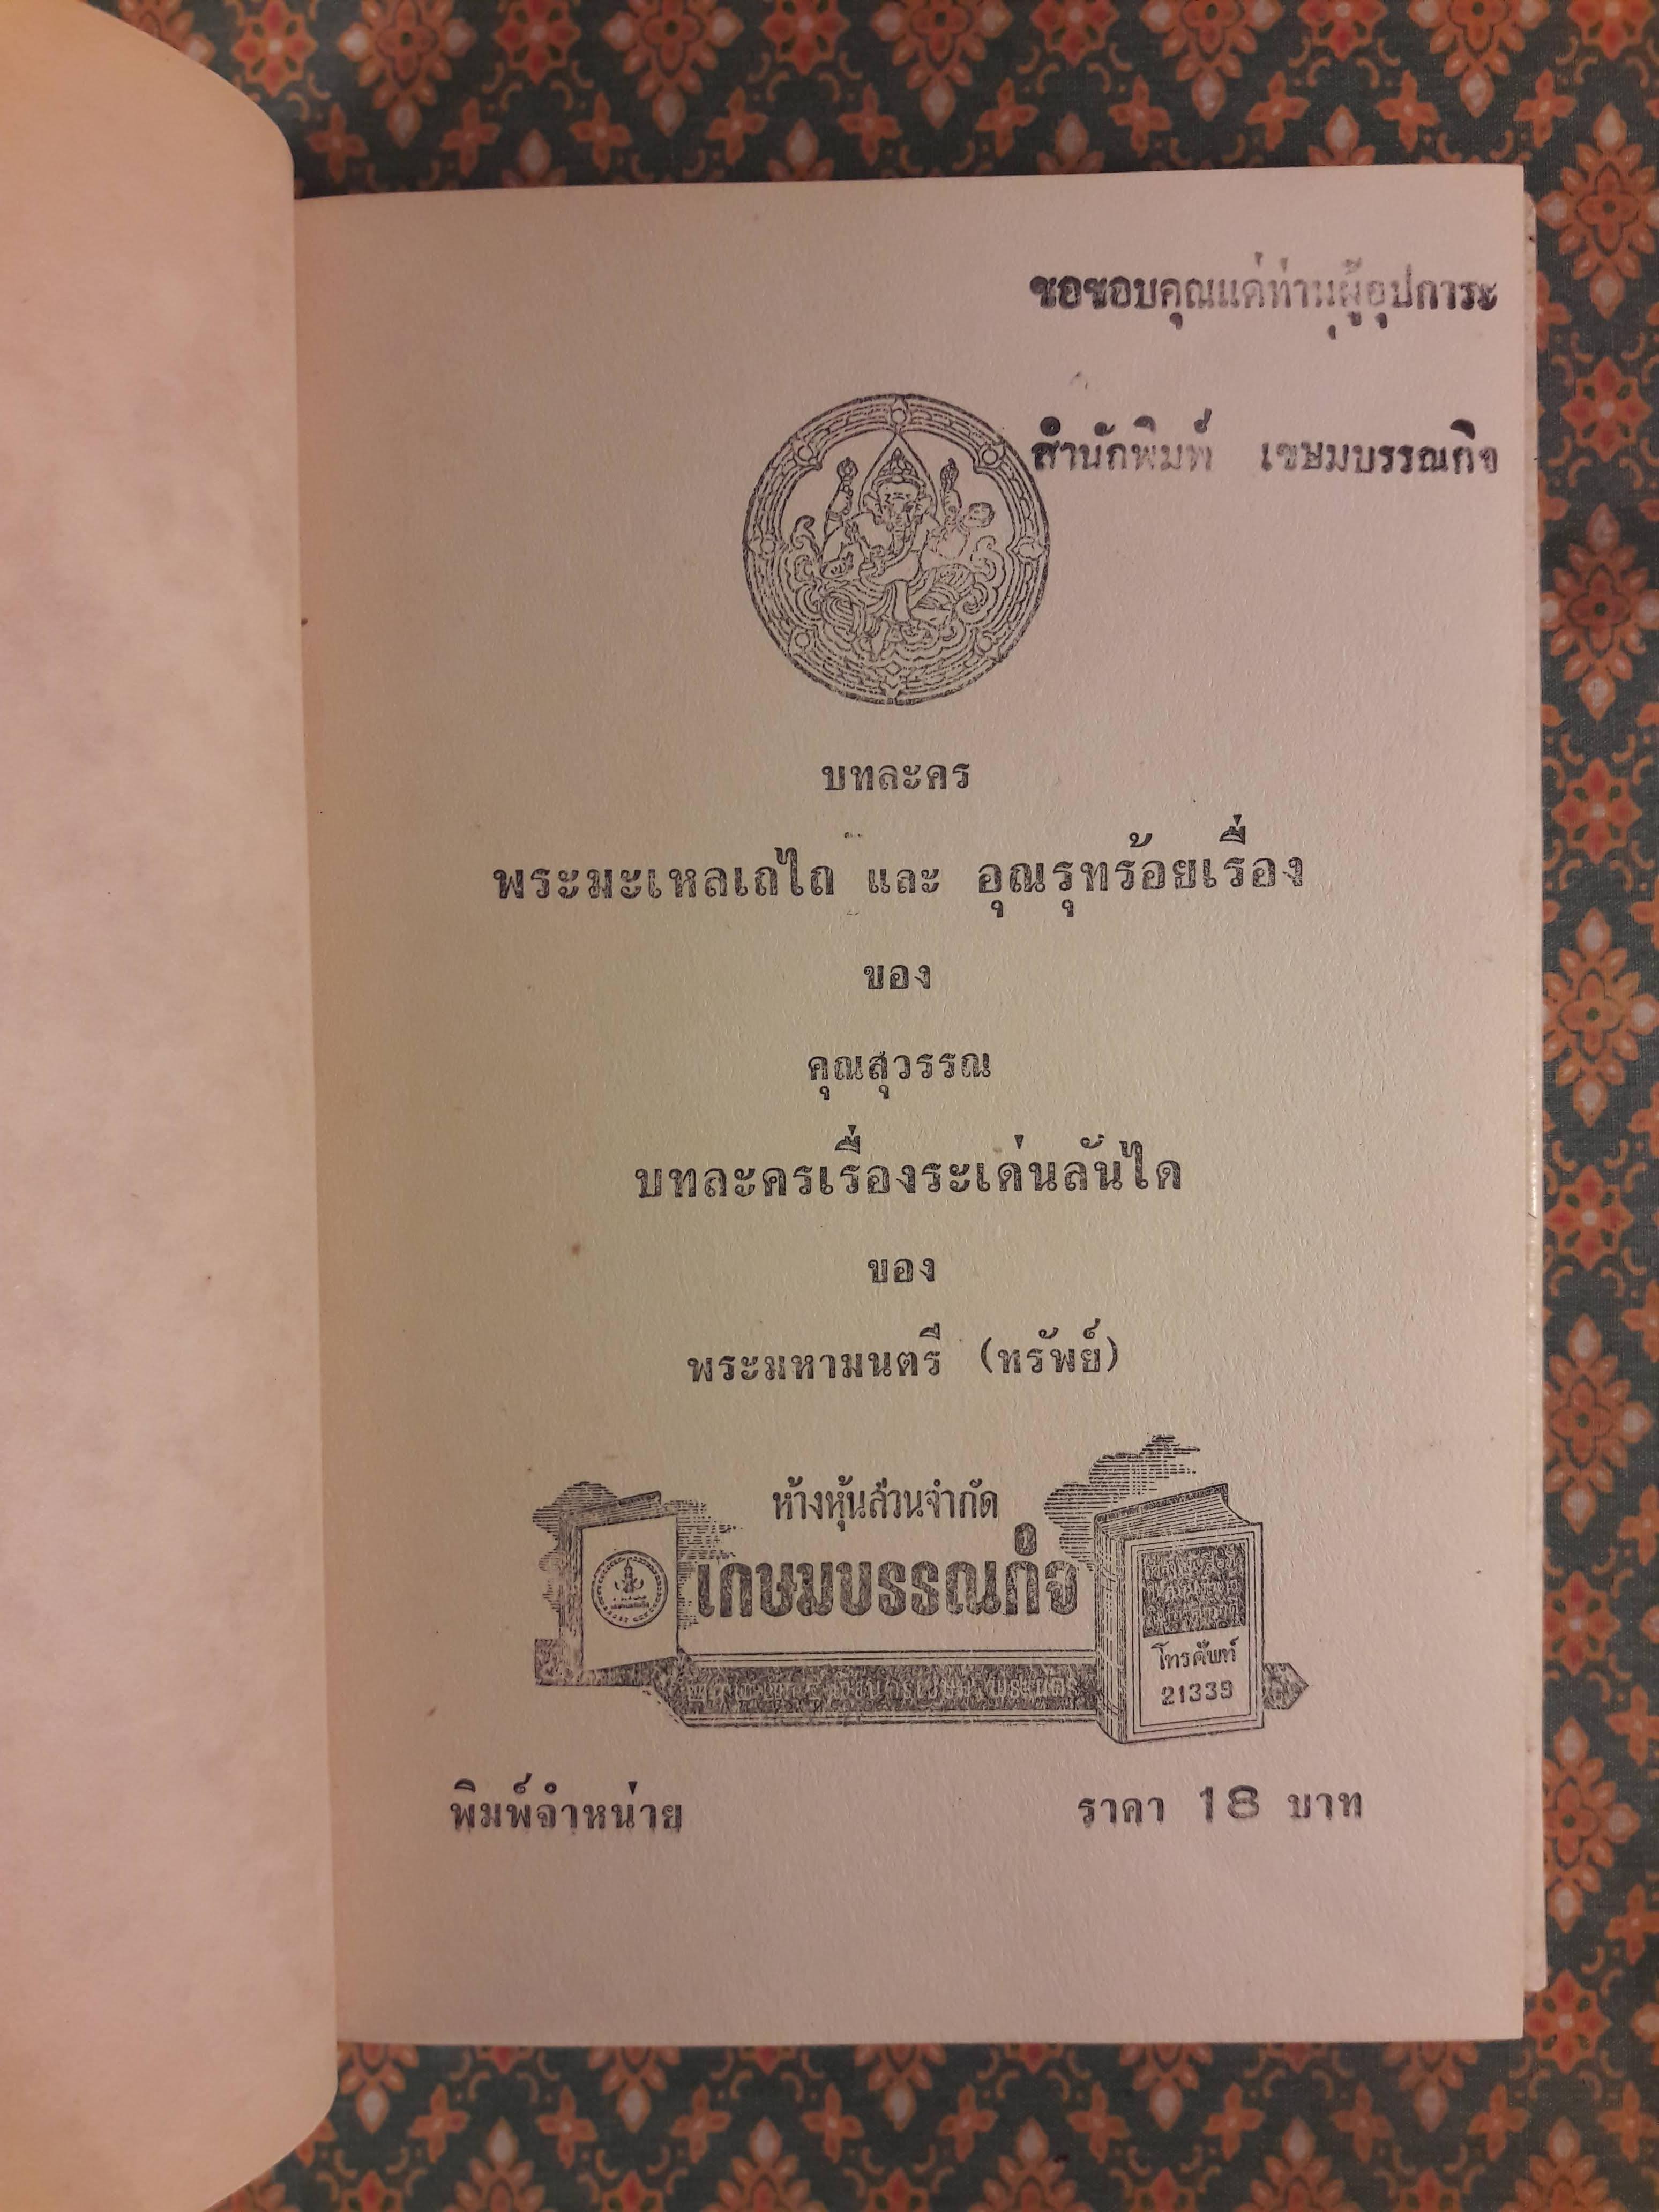 ขอขอบคุณแด่ท่านผู้อุปการะ
สำนักพิมพ์ เขษมบรรณกิจ
บทละคร
พระมะเหลเถไถ และ อุณรุทร้อยเรื่อง
ของ
คุณสุวรรณ
บทละครเรื่องระเด่นลันได
ของ
พระมหามนตรี (ทรัพย์)
ห้างหุ้นส่วนจำกัด
เกษมบรรณกิจ
โทรศัพท์
21339
พิมพ์จำหน่าย ราคา 18 บาท